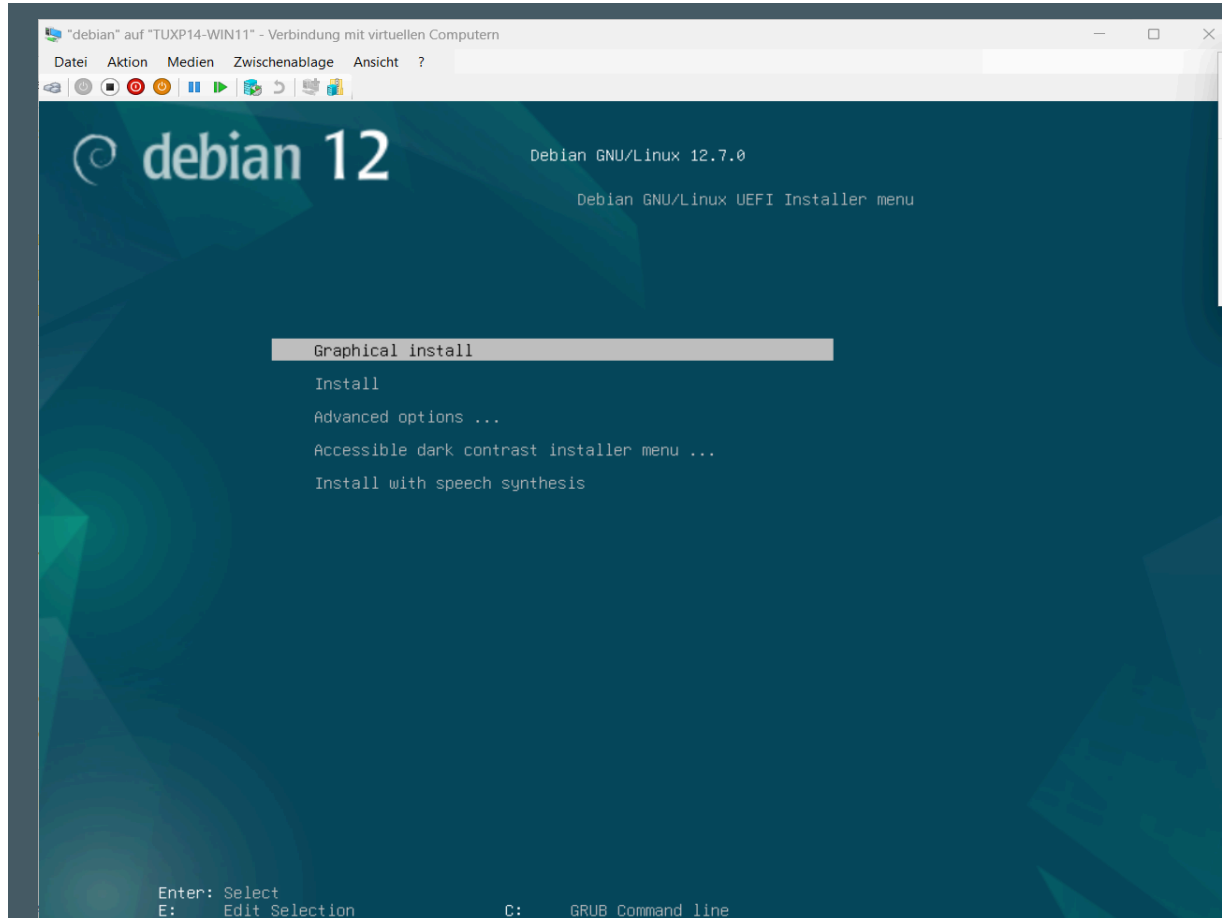 "debian" auf "TUXP14-WIN11" - Verbindung mit virtuellen Computern
Datei Aktion Medien Zwischenablage Ansicht ?
debian 12
Debian GNU/Linux 12.7.0
Debian GNU/Linux UEFI Installer menu
Graphical install
Install
Advanced options ...
Accessible dark contrast installer menu ...
Install with speech synthesis
Enter: Select
E: Edit Selection C: GRUB Command line